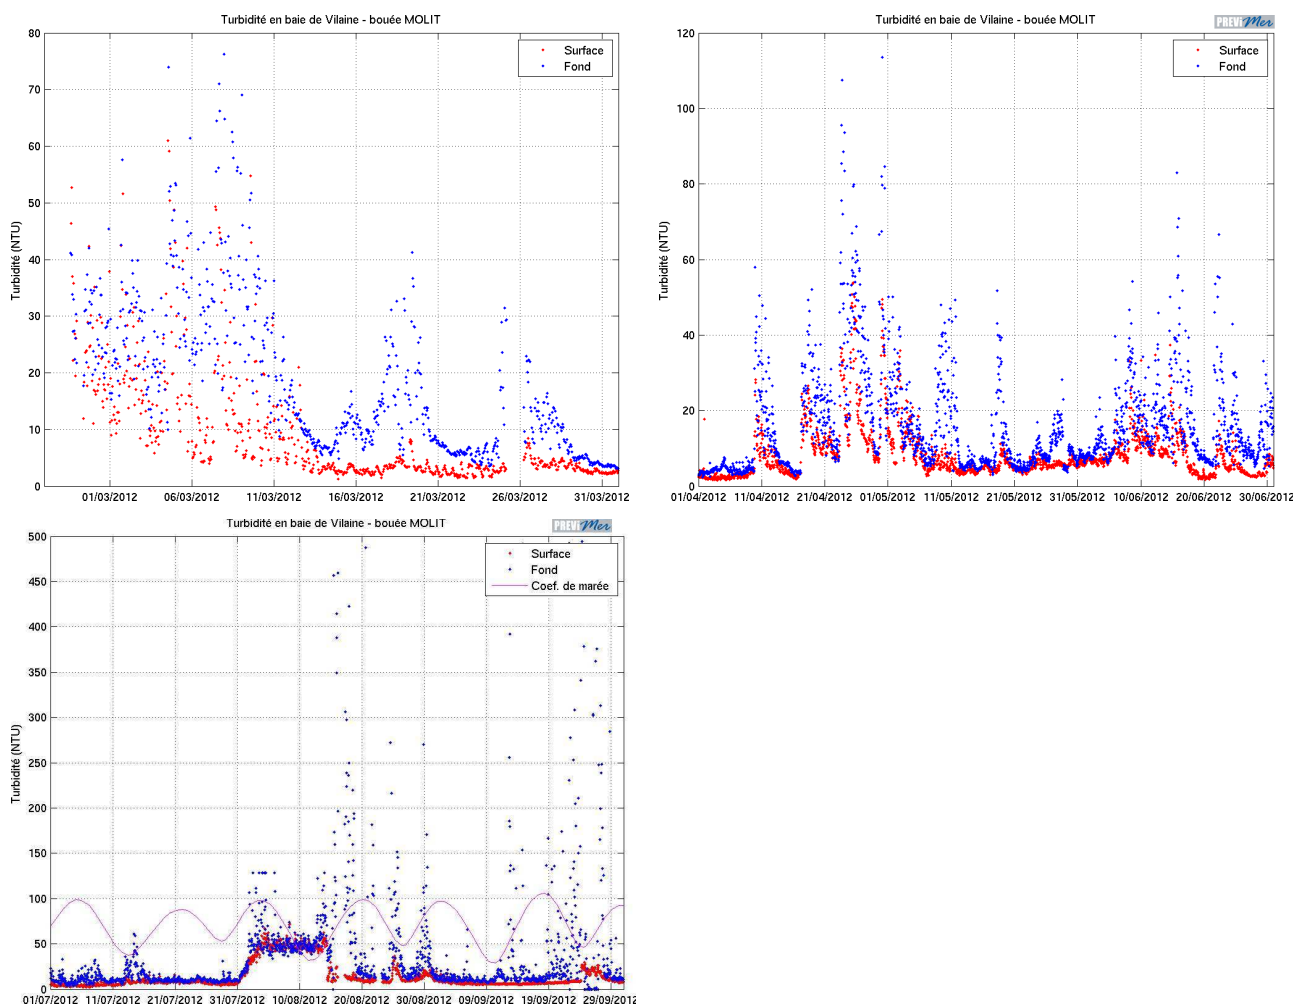 Turbidité en baie de Vilaine - bouée MOLIT
80
70
60
50
40
30
20
10
0
Turbidité (NTU)
Surface
Fond
01/03/2012 06/03/2012 11/03/2012 16/03/2012 21/03/2012 26/03/2012 31/03/2012
Turbidité en baie de Vilaine - bouée MOLIT
PREVIMer
120
100
80
60
40
20
0
Turbidité (NTU)
Surface
Fond
01/04/2012 11/04/2012 21/04/2012 01/05/2012 11/05/2012 21/05/2012 31/05/2012 10/06/2012 20/06/2012 30/06/2012
Turbidité en baie de Vilaine - bouée MOLIT
PREVIMer
500
450
400
350
300
250
200
150
100
50
0
Turbidité (NTU)
Surface
Fond
Coef. de marée
01/07/2012 11/07/2012 21/07/2012 31/07/2012 10/08/2012 20/08/2012 30/08/2012 09/09/2012 19/09/2012 29/09/2012